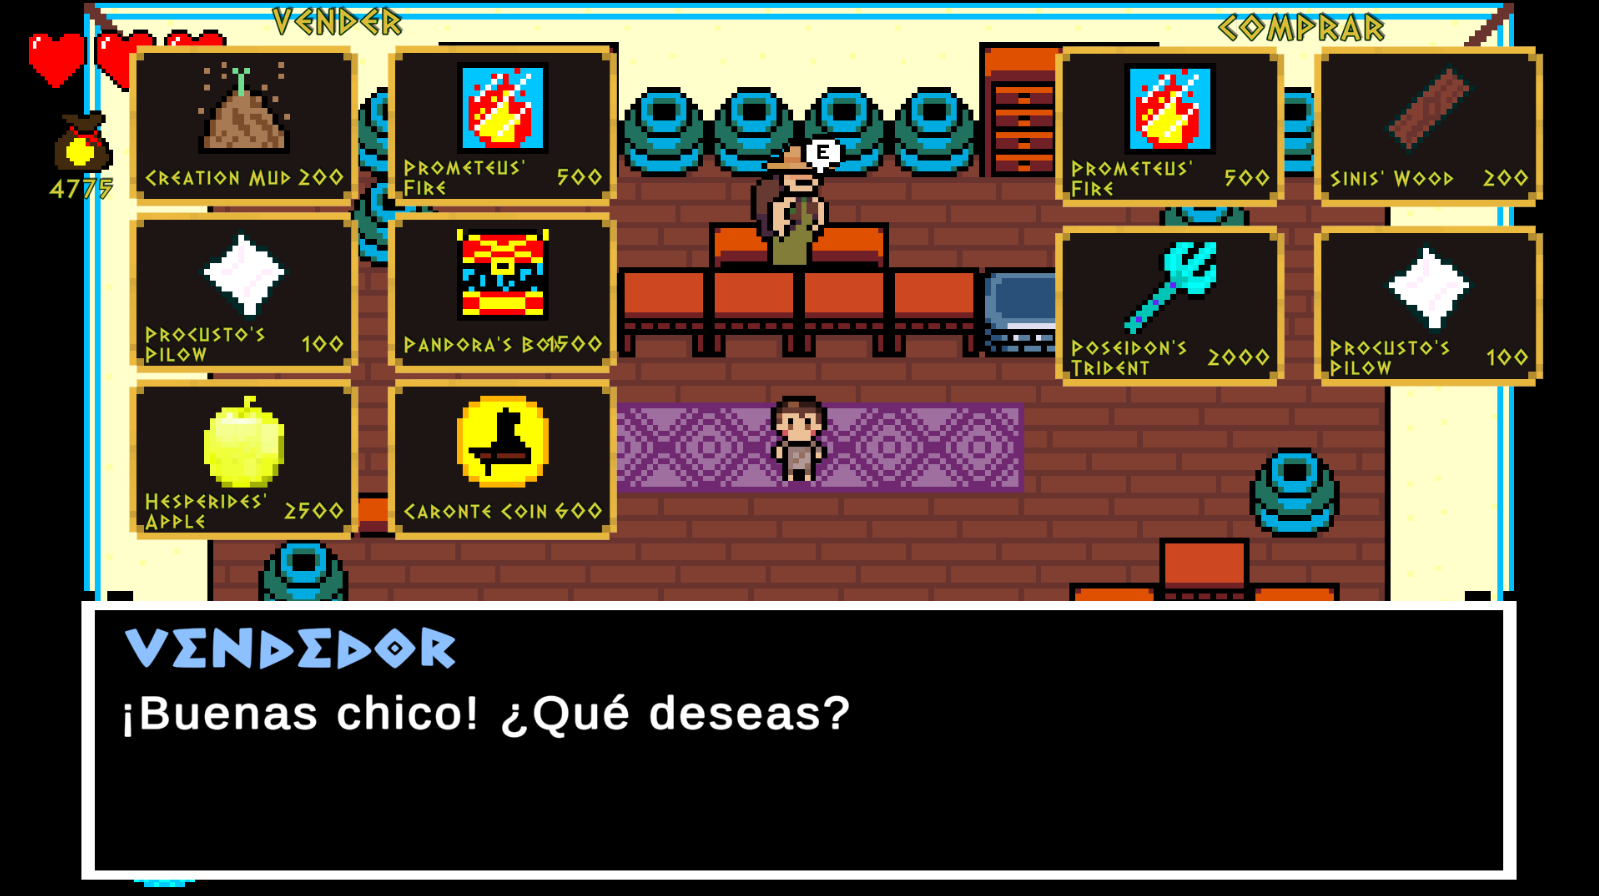 VENDER
COMPRAR
CREATION MUD 200
PROMETEUS'
FIRE 500
PROMETEUS'
FIRE 500
SINIS' WOOD 200
4775
E
PROCUSTO'S
PILOW 100
PANDORA'S BOX 1500
POSEIDON'S
TRIDENT 2000
PROCUSTO'S
PILOW 100
HESPERIDES'
APPLE 2500
CARONTE COIN 600
VENDEDOR
¡Buenas chico! ¿Qué deseas?